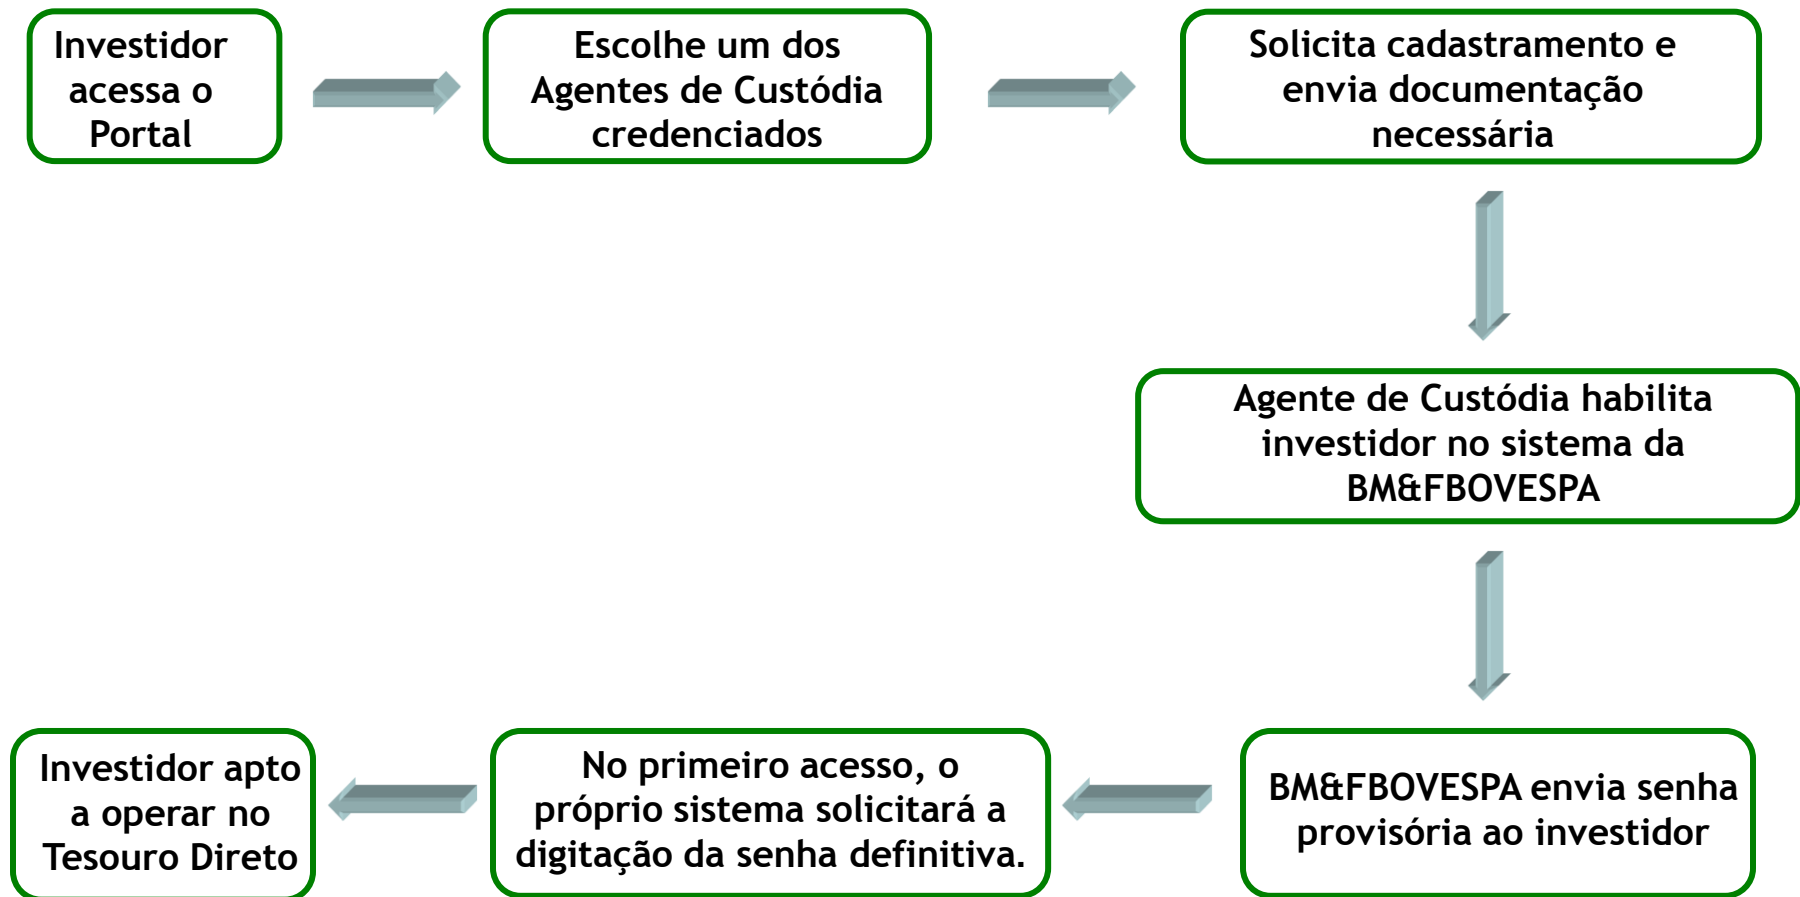 Investidor
acessa o
Portal
Escolhe um dos
Agentes de Custódia
credenciados
Solicita cadastramento e
envia documentação
necessária
Agente de Custódia habilita
investidor no sistema da
BM&FBOVESPA
BM&FBOVESPA envia senha
provisória ao investidor
No primeiro acesso, o
próprio sistema solicitará a
digitação da senha definitiva.
Investidor apto
a operar no
Tesouro Direto